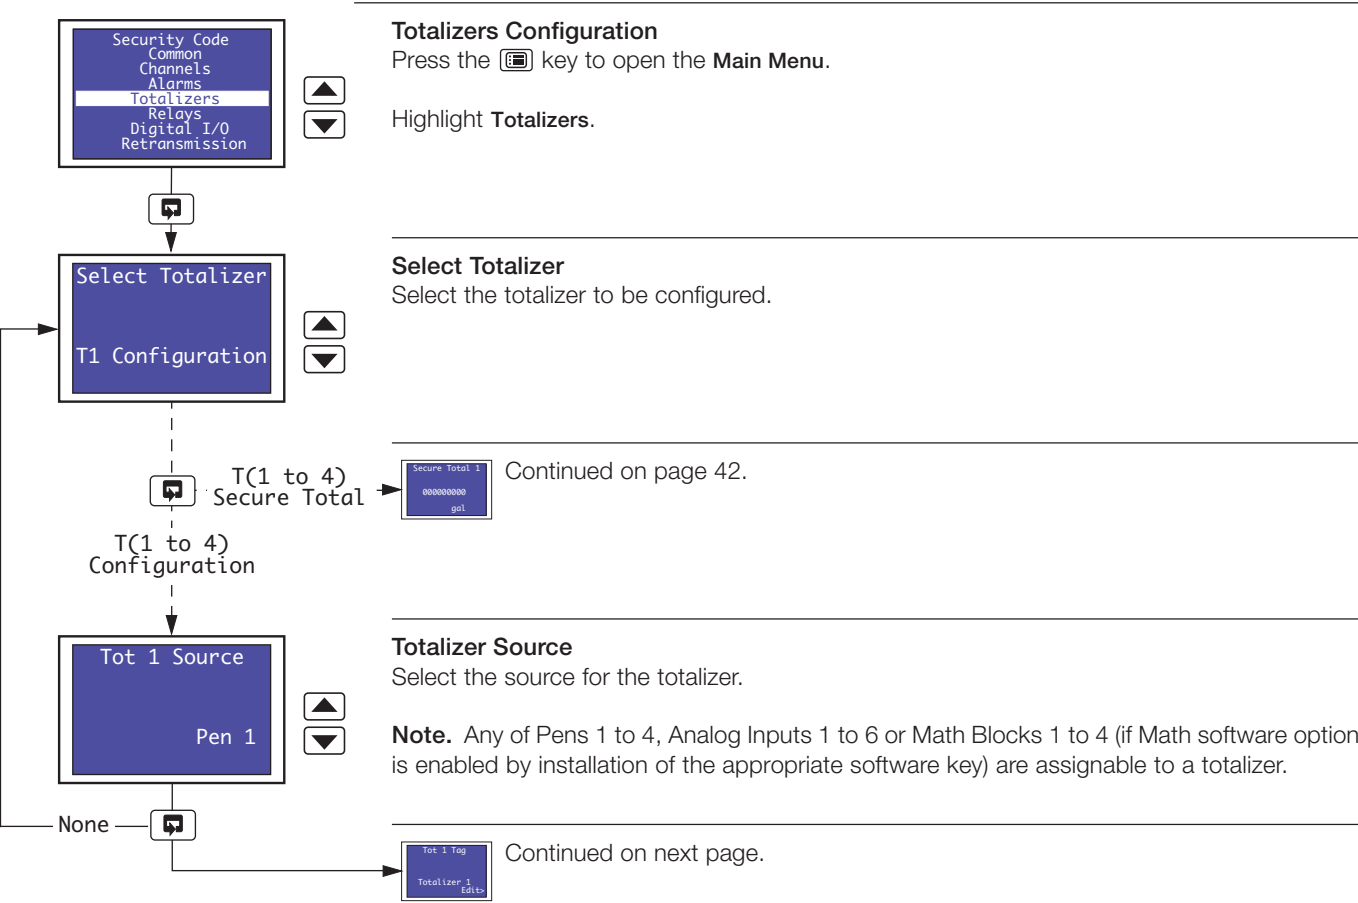 Security Code
Common
Channels
Alarms
Totalizers
Relays
Digital I/O
Retransmission
Totalizers Configuration
Press the key to open the Main Menu.
Highlight Totalizers.
Select Totalizer
T1 Configuration
Select Totalizer
Select the totalizer to be configured.
T(1 to 4)
Secure Total
Secure Total 1
000000000
gal
Continued on page 42.
T(1 to 4)
Configuration
Tot 1 Source
Pen 1
Totalizer Source
Select the source for the totalizer.
Note. Any of Pens 1 to 4, Analog Inputs 1 to 6 or Math Blocks 1 to 4 (if Math software option
is enabled by installation of the appropriate software key) are assignable to a totalizer.
None
Tot 1 Tag
Totalizer 1
Edit>
Continued on next page.